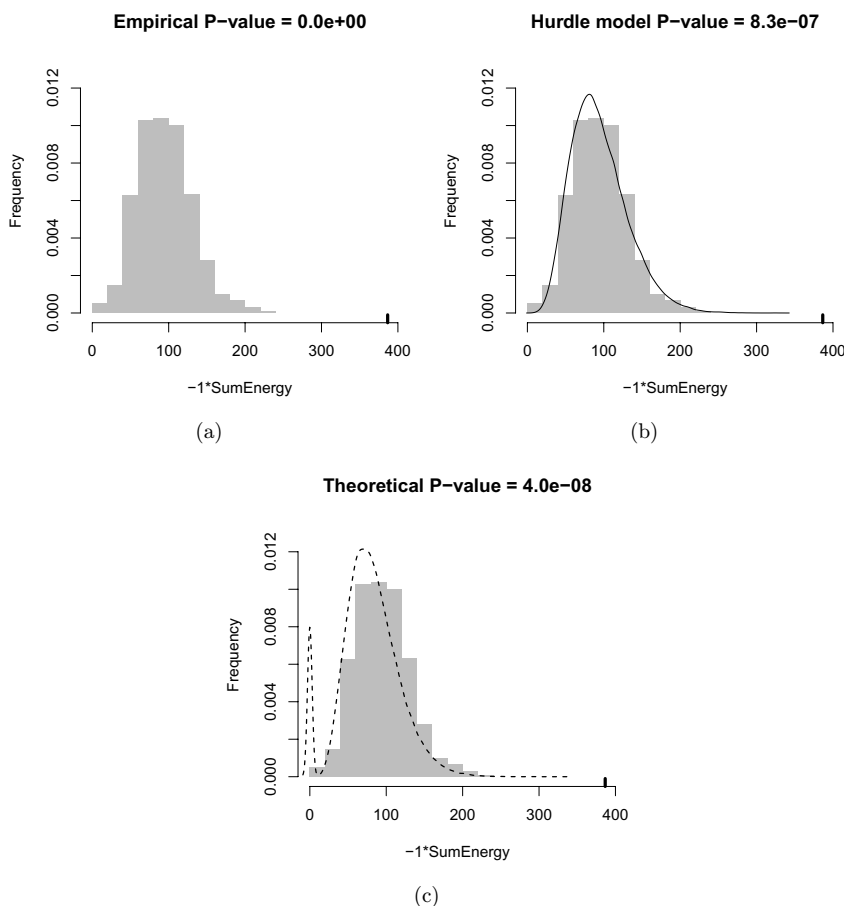 Empirical P−value = 0.0e+00
Frequency
0.000
0.004
0.008
0.012
0 100 200 300 400
−1*SumEnergy
(a)
Hurdle model P−value = 8.3e−07
Frequency
0.000
0.004
0.008
0.012
0 100 200 300 400
−1*SumEnergy
(b)
Theoretical P−value = 4.0e−08
Frequency
0.000
0.004
0.008
0.012
0 100 200 300 400
−1*SumEnergy
(c)